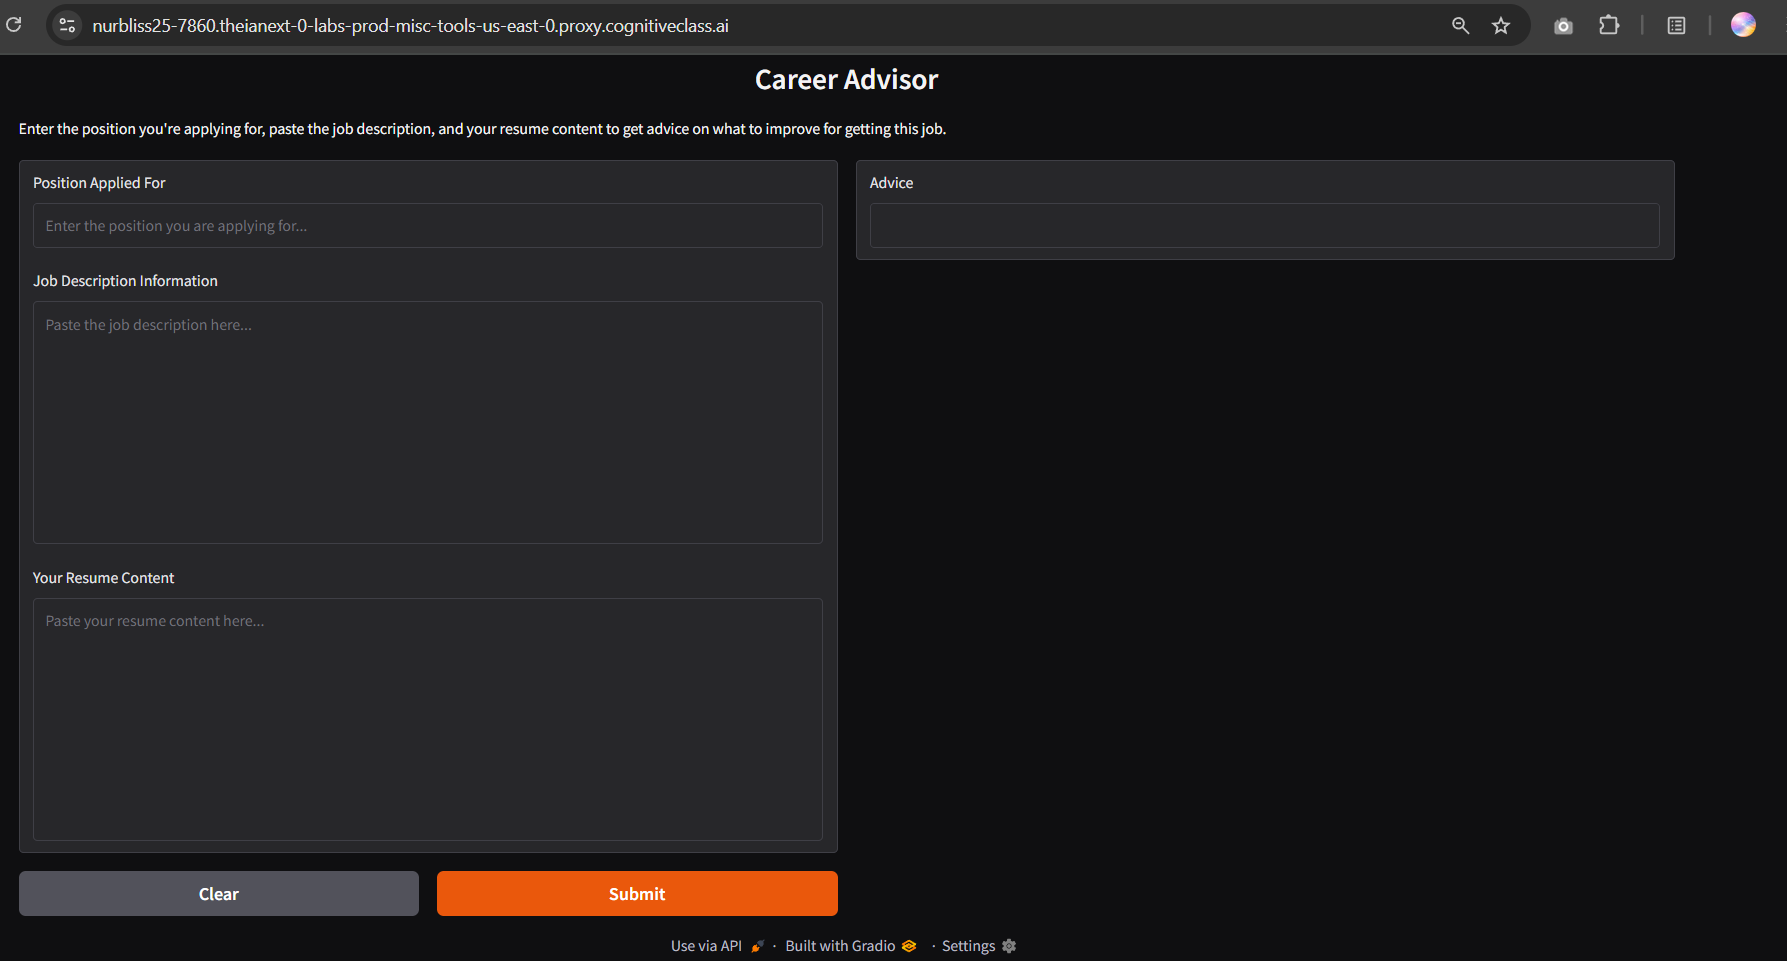 nurbliss25-7860.theianext-0-labs-prod-misc-tools-us-east-0.proxy.cognitiveclass.ai
Career Advisor
Enter the position you're applying for, paste the job description, and your resume content to get advice on what to improve for getting this job.
Position Applied For
Enter the position you are applying for...
Job Description Information
Paste the job description here...
Your Resume Content
Paste your resume content here...
Clear
Submit
Advice
Use via API · Built with Gradio · Settings